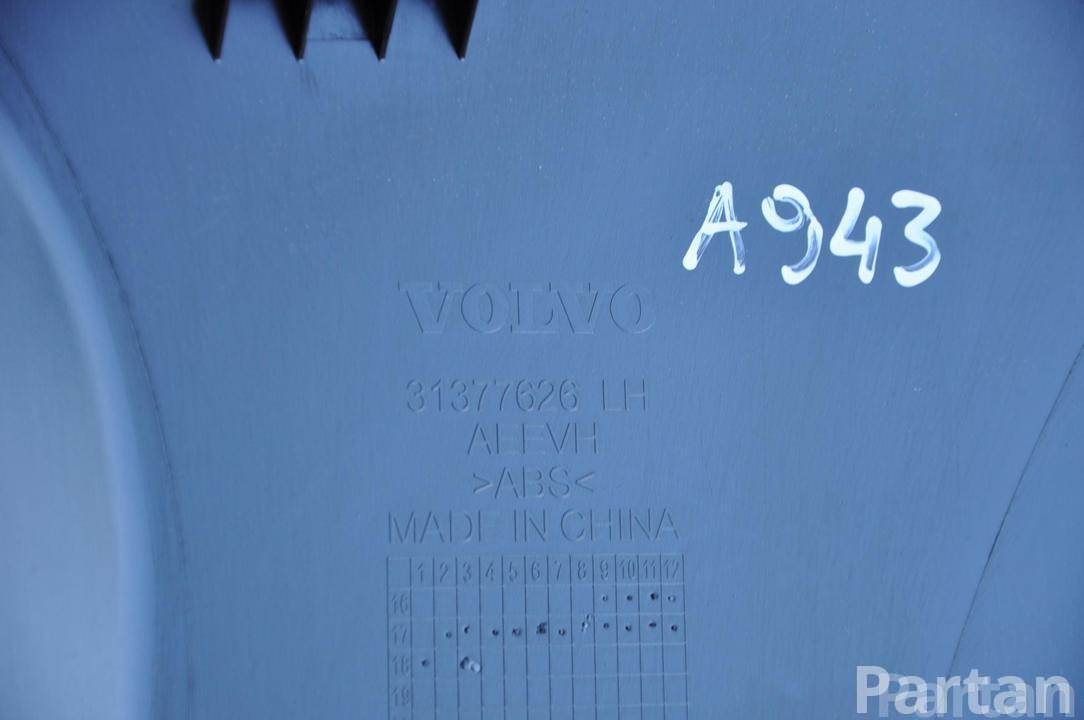 A943
VOLVO
31377626 LH
AEEVH
>ABS<
MADE IN CHINA
1 2 3 4 5 6 7 8 9 10 11 12
16
17
18
19
Partan